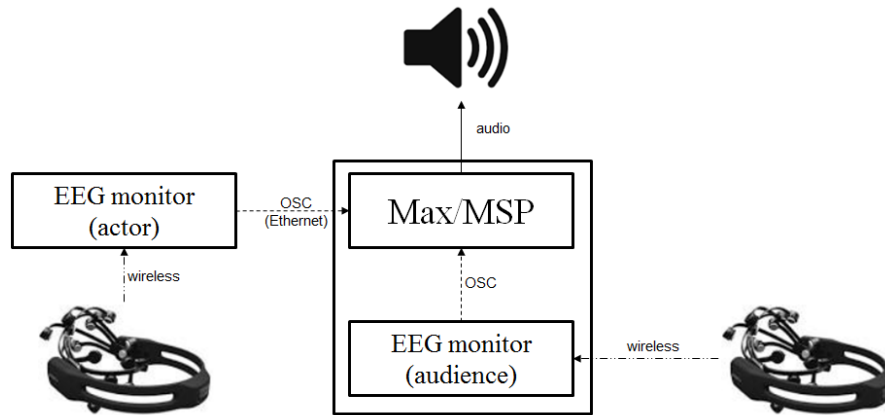 audio
EEG monitor
(actor)
OSC
(Ethernet)
Max/MSP
wireless
OSC
EEG monitor
(audience)
wireless